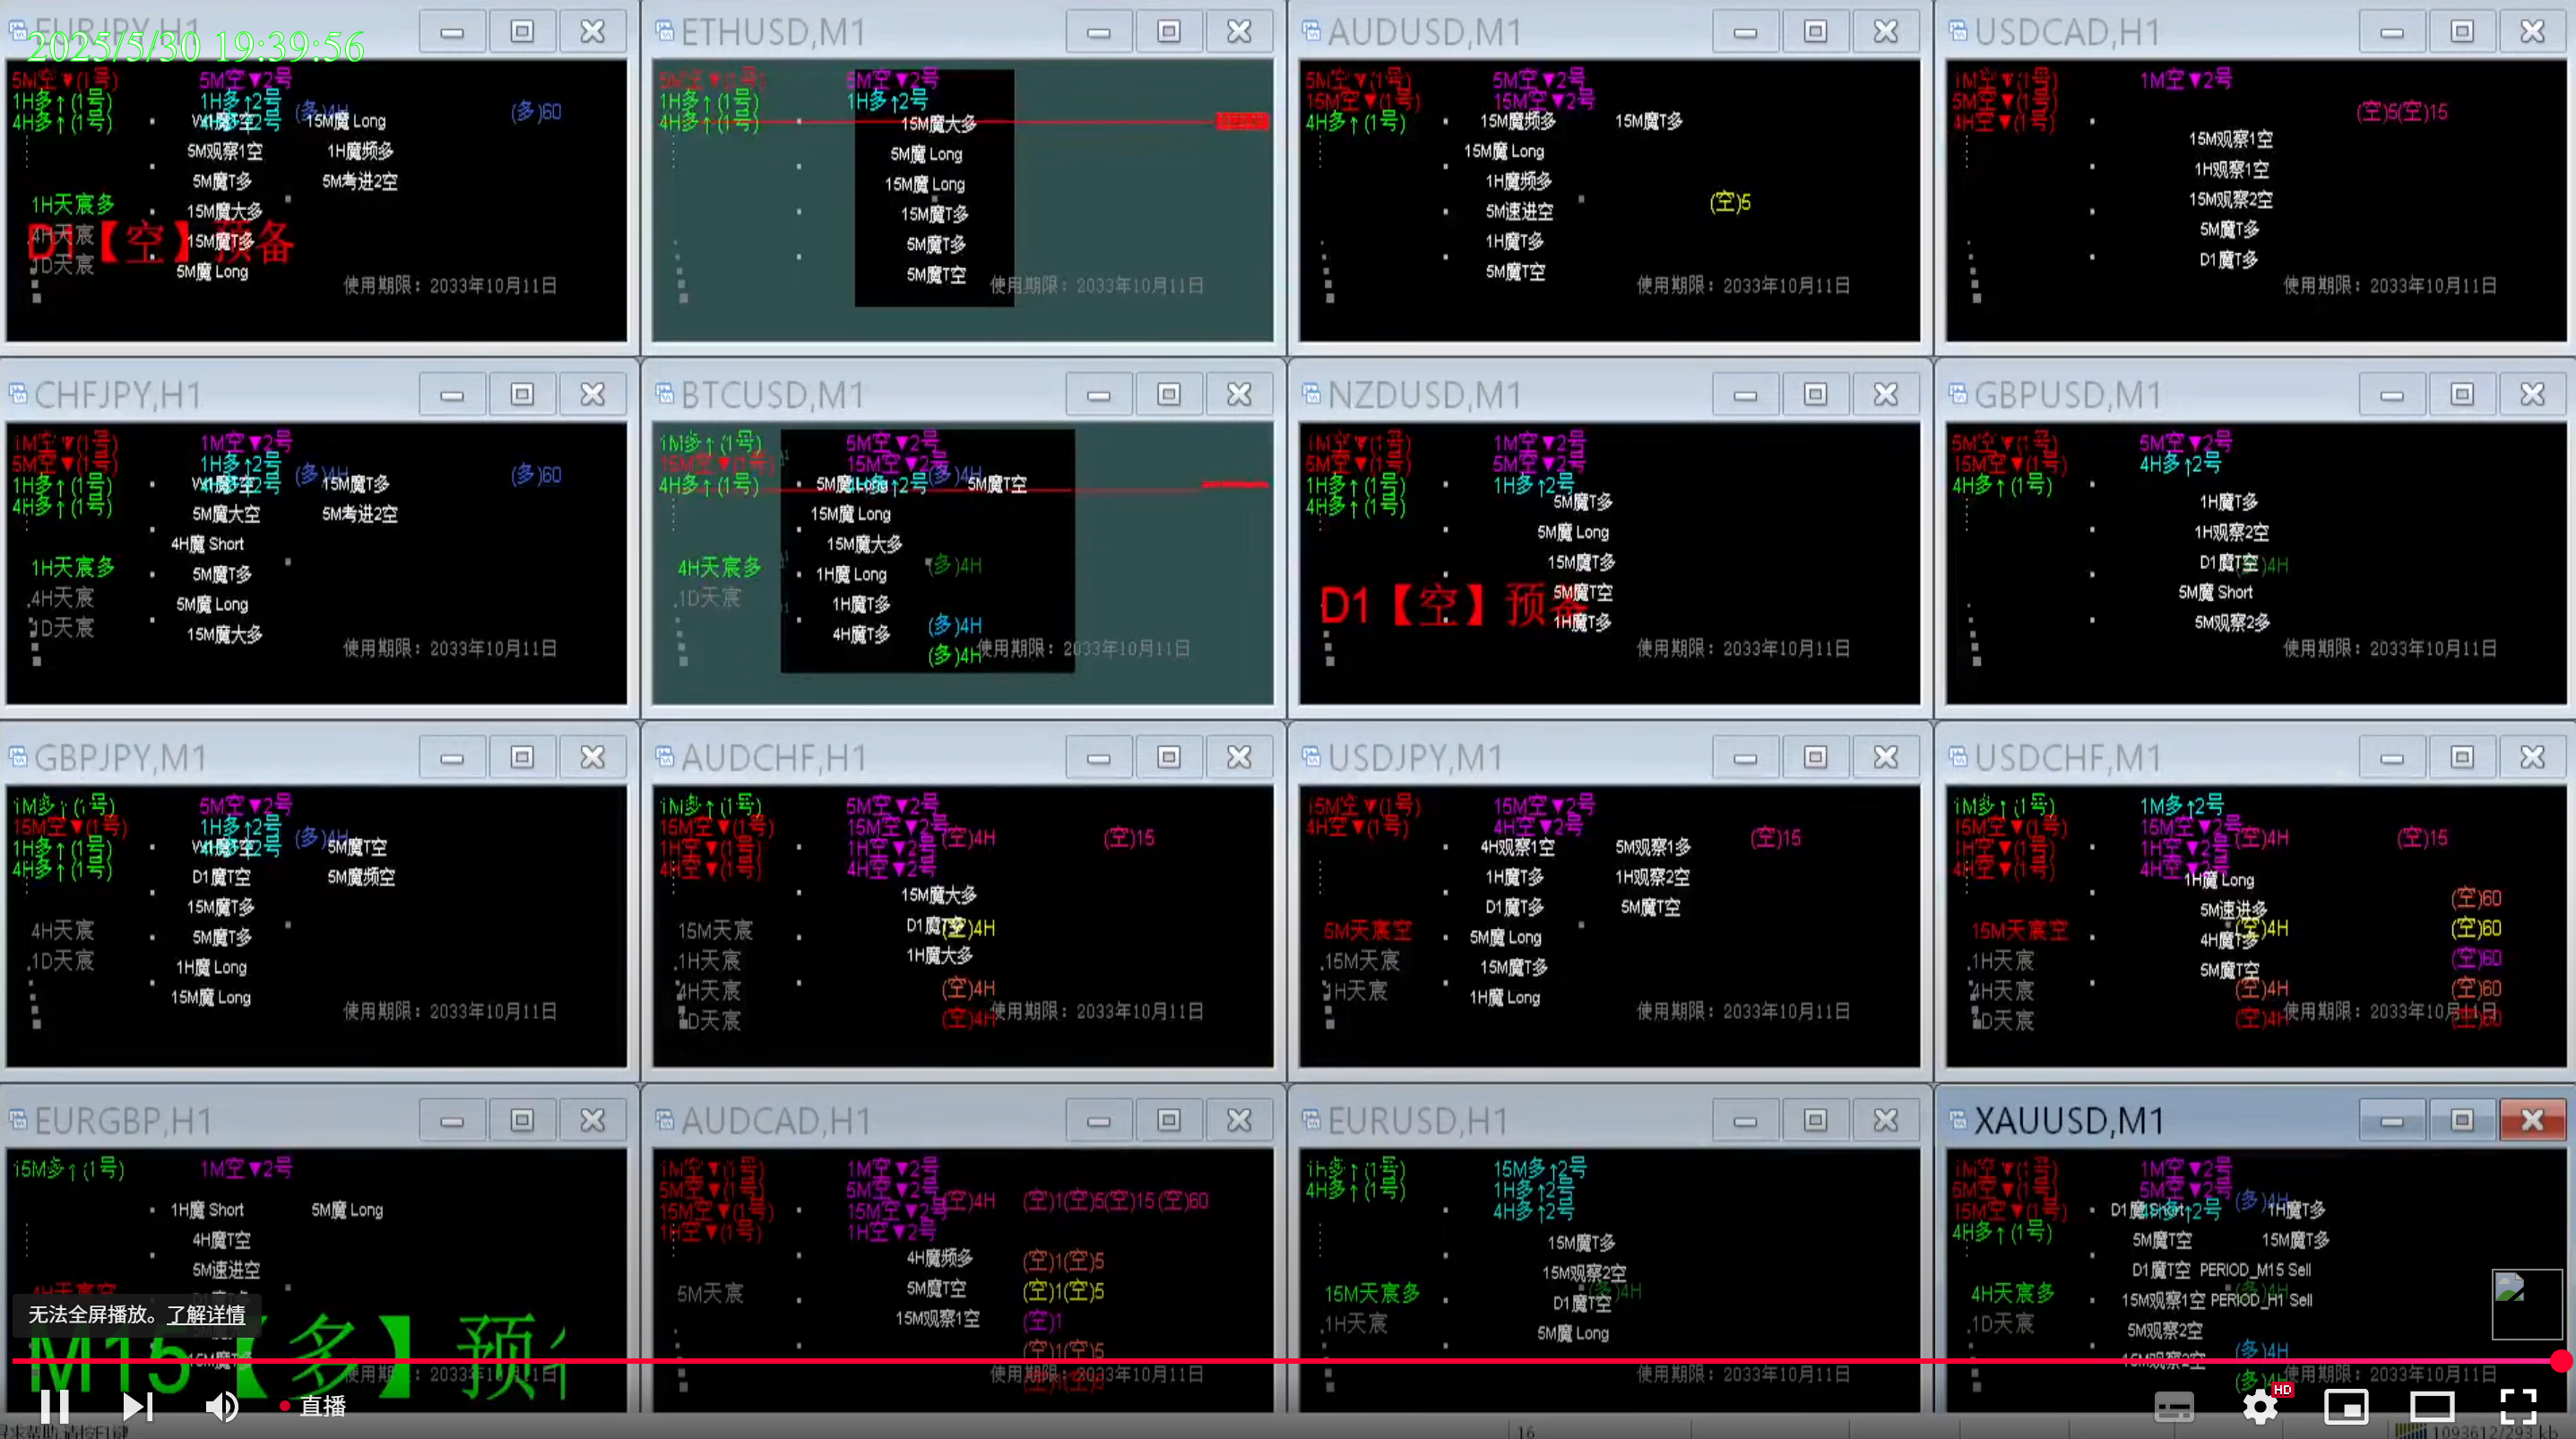 EURJPY,H1
2025/5/30 19:39:56
5M空▼(1号) 5M空▼2号
1H多↑(1号) 1H多↑2号 (多)4H (多)60
4H多↑(1号) 15M魔 Long
5M观察1空 1H魔频多
5M魔T多 5M考进2空
1H天宸多 15M魔大多
D1【空】预备
4H天宸 15M魔T多
1D天宸 5M魔 Long
使用期限：2033年10月11日
ETHUSD,M1
5M空▼(1号) 5M空▼2号
1H多↑(1号) 1H多↑2号
4H多↑(1号) 15M魔大多
5M魔 Long
15M魔 Long
15M魔T多
5M魔T多
5M魔T空
使用期限：2033年10月11日
AUDUSD,M1
5M空▼(1号) 5M空▼2号
15M空▼(1号) 15M空▼2号
4H多↑(1号) 15M魔频多 15M魔T多
15M魔 Long
1H魔频多
5M速进空 (空)5
1H魔T多
5M魔T空
使用期限：2033年10月11日
USDCAD,H1
1M空▼(1号) 1M空▼2号
5M空▼(1号) (空)5(空)15
4H空▼(1号)
15M观察1空
1H观察1空
15M观察2空
5M魔T多
D1魔T多
使用期限：2033年10月11日
CHFJPY,H1
1M空▼(1号) 1M空▼2号
5M空▼(1号) 1H多↑2号 (多)4H (多)60
1H多↑(1号) 15M魔T多
4H多↑(1号) 5M魔大空 5M考进2空
4H魔 Short
1H天宸多 5M魔T多
4H天宸 5M魔 Long
1D天宸 15M魔大多
使用期限：2033年10月11日
BTCUSD,M1
1M多↑(1号) 5M空▼2号
15M空▼(1号) 15M空▼2号 (多)4H
4H多↑(1号) 5M魔 Long 4H多↑2号 5M魔T空
15M魔 Long
15M魔大多
4H天宸多 1H魔 Long (多)4H
1D天宸 1H魔T多
4H魔T多 (多)4H
(多)4H
使用期限：2033年10月11日
NZDUSD,M1
1M空▼(1号) 1M空▼2号
5M空▼(1号) 5M空▼2号
1H多↑(1号) 1H多↑2号
4H多↑(1号) 5M魔T多
5M魔 Long
15M魔T多
5M魔T空
D1【空】预备
1H魔T多
使用期限：2033年10月11日
GBPUSD,M1
5M空▼(1号) 5M空▼2号
15M空▼(1号) 4H多↑2号
4H多↑(1号) 1H魔T多
1H观察2空
D1魔T空 (多)4H
5M魔 Short
5M观察2多
使用期限：2033年10月11日
GBPJPY,M1
1M多↑(1号) 5M空▼2号
15M空▼(1号) 1H多↑2号 (多)4H
1H多↑(1号) 5M魔T空
4H多↑(1号) D1魔T空 5M魔频空
15M魔T多
4H天宸 5M魔T多
1D天宸 1H魔 Long
15M魔 Long
使用期限：2033年10月11日
AUDCHF,H1
1M多↑(1号) 5M空▼2号
15M空▼(1号) 15M空▼2号 (空)4H (空)15
1H空▼(1号) 1H空▼2号
4H空▼(1号) 4H空▼2号
15M魔大多
15M天宸 D1魔T多 (空)4H
1H天宸 1H魔大多
4H天宸 (空)4H
1D天宸 (空)4H
使用期限：2033年10月11日
USDJPY,M1
15M空▼(1号) 15M空▼2号
4H空▼(1号) 4H空▼2号 (空)15
4H观察1空 5M观察1多
1H魔T多 1H观察2空
D1魔T多 5M魔T空
5M天宸空 5M魔 Long
15M天宸 15M魔T多
1H天宸 1H魔 Long
使用期限：2033年10月11日
USDCHF,M1
1M多↑(1号) 1M多↑2号
15M空▼(1号) 15M空▼2号 (空)4H (空)15
1H空▼(1号) 1H空▼2号
4H空▼(1号) 4H空▼2号
1H魔 Long
5M速进多 (空)60
15M天宸空 4H魔T多 (空)4H (空)60
1H天宸 5M魔T空 (空)60
4H天宸 (空)4H (空)60
1D天宸 (空)4H (空)60
使用期限：2033年10月11日
EURGBP,H1
15M多↑(1号) 1M空▼2号
1H魔 Short 5M魔 Long
4H魔T空
5M速进空
4H天宸空
无法全屏播放。了解详情
M15【多】预
使用期限：2033年10月11日
直播
AUDCAD,H1
1M空▼(1号) 1M空▼2号
5M空▼(1号) 5M空▼2号 (空)4H (空)1(空)5(空)15(空)60
15M空▼(1号) 15M空▼2号
1H空▼(1号) 1H空▼2号
4H魔频多 (空)1(空)5
5M天宸 5M魔T空 (空)1(空)5
15M观察1空 (空)1
(空)1(空)5
使用期限：2033年10月11日
EURUSD,H1
1H多↑(1号) 15M多↑2号
4H多↑(1号) 1H多↑2号
4H多↑2号
15M魔T多
15M观察2空
15M天宸多 D1魔T空 (多)4H
1H天宸 5M魔 Long
使用期限：2033年10月11日
XAUUSD,M1
1M空▼(1号) 1M空▼2号
5M空▼(1号) 5M空▼2号 (多)4H
15M空▼(1号) D1魔 Short 4H多↑2号 1H魔T多
4H多↑(1号) 5M魔T空 15M魔T多
D1魔T空 PERIOD_M15 Sell
4H天宸多 15M观察1空 PERIOD_H1 Sell
1D天宸 5M观察2空
15M观察2空 (多)4H
(多)4H
使用期限：2033年10月11日
HD
16
1093612/293 kb